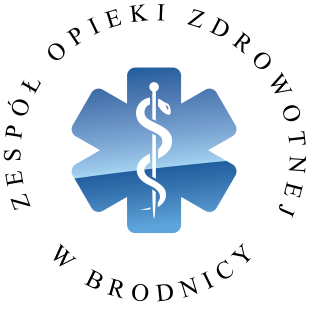 ZESPÓŁ OPIEKI ZDROWOTNEJ
W BRODNICY